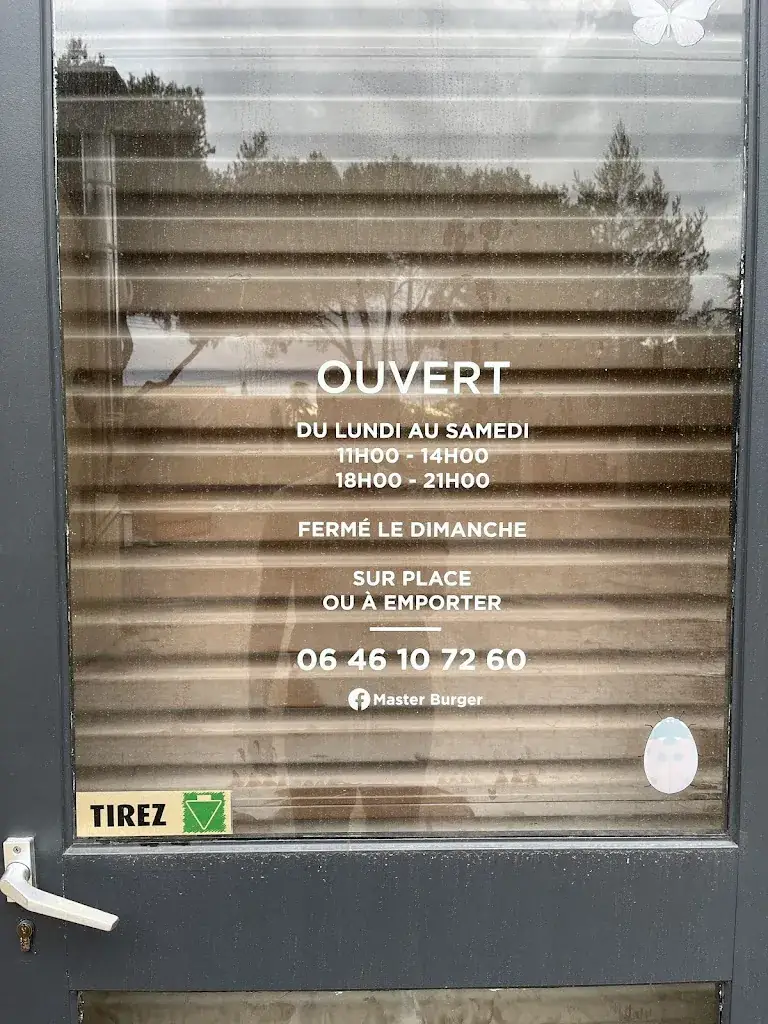 OUVERT
DU LUNDI AU SAMEDI
11H00 - 14H00
18H00 - 21H00
FERMÉ LE DIMANCHE
SUR PLACE
OU À EMPORTER
06 46 10 72 60
Master Burger
TIREZ